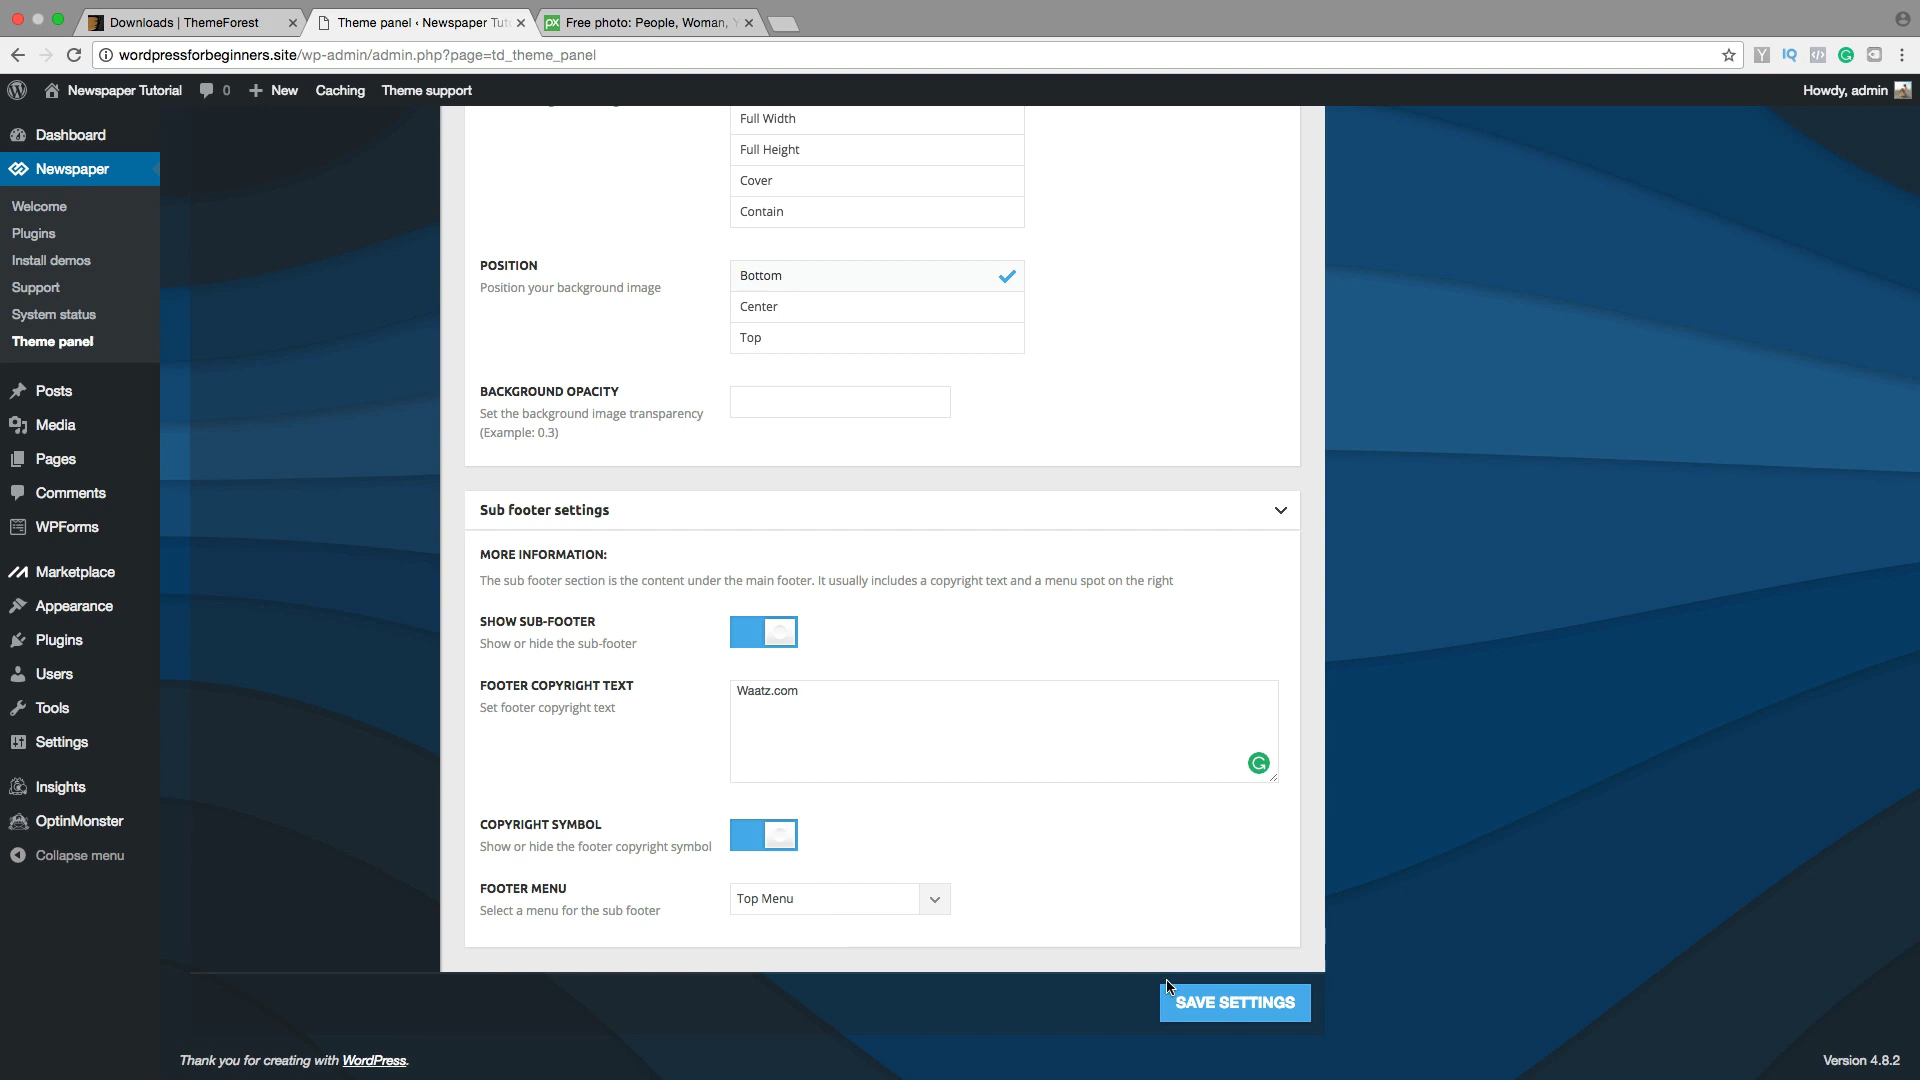 Downloads | ThemeForest
Theme panel ‹ Newspaper Tut
Free photo: People, Woman,
wordpressforbeginners.site/wp-admin/admin.php?page=td_theme_panel
Newspaper Tutorial
0
New
Caching
Theme support
Howdy, admin
Dashboard
Newspaper
Welcome
Plugins
Install demos
Support
System status
Theme panel
Posts
Media
Pages
Comments
WPForms
Marketplace
Appearance
Plugins
Users
Tools
Settings
Insights
OptinMonster
Collapse menu
Full Width
Full Height
Cover
Contain
POSITION
Position your background image
Bottom
Center
Top
BACKGROUND OPACITY
Set the background image transparency
(Example: 0.3)
Sub footer settings
MORE INFORMATION:
The sub footer section is the content under the main footer. It usually includes a copyright text and a menu spot on the right
SHOW SUB-FOOTER
Show or hide the sub-footer
FOOTER COPYRIGHT TEXT
Set footer copyright text
Waatz.com
COPYRIGHT SYMBOL
Show or hide the footer copyright symbol
FOOTER MENU
Select a menu for the sub footer
Top Menu
SAVE SETTINGS
Thank you for creating with WordPress.
Version 4.8.2